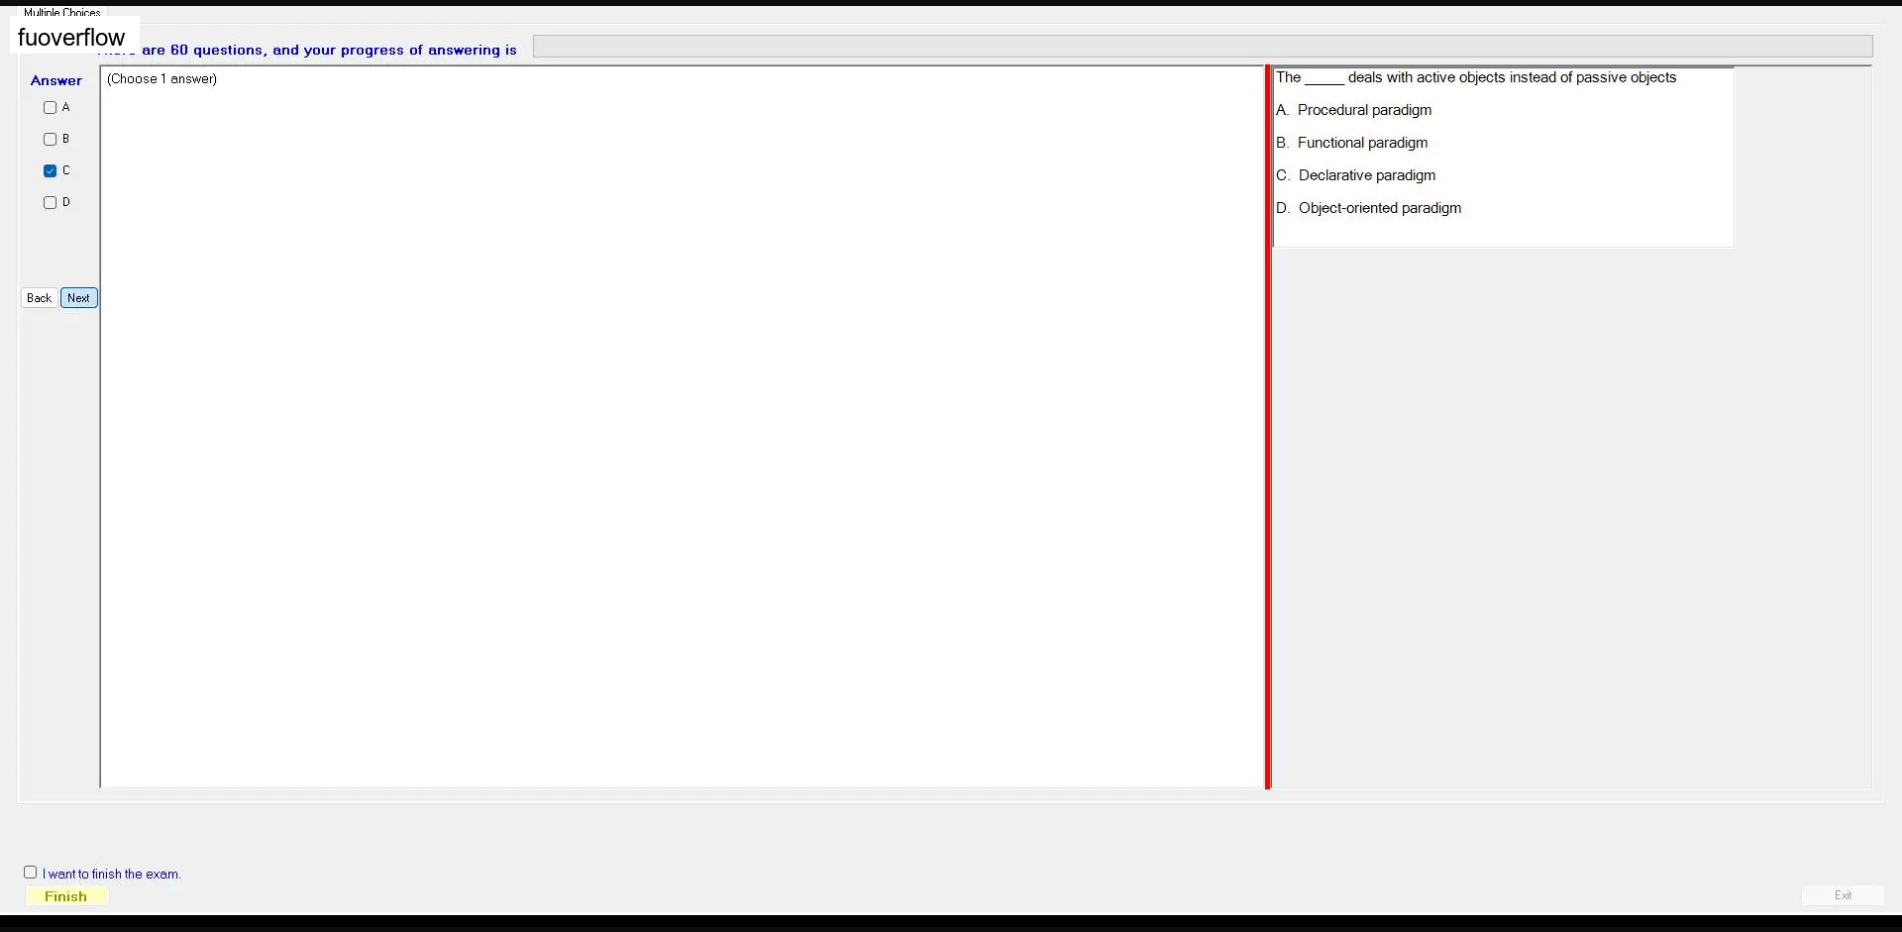 Multiple Choices
fuoverflow
are 60 questions, and your progress of answering is
Answer
(Choose 1 answer)
A
B
C
D
Back Next
The _____ deals with active objects instead of passive objects
A. Procedural paradigm
B. Functional paradigm
C. Declarative paradigm
D. Object-oriented paradigm
I want to finish the exam.
Finish
Exit